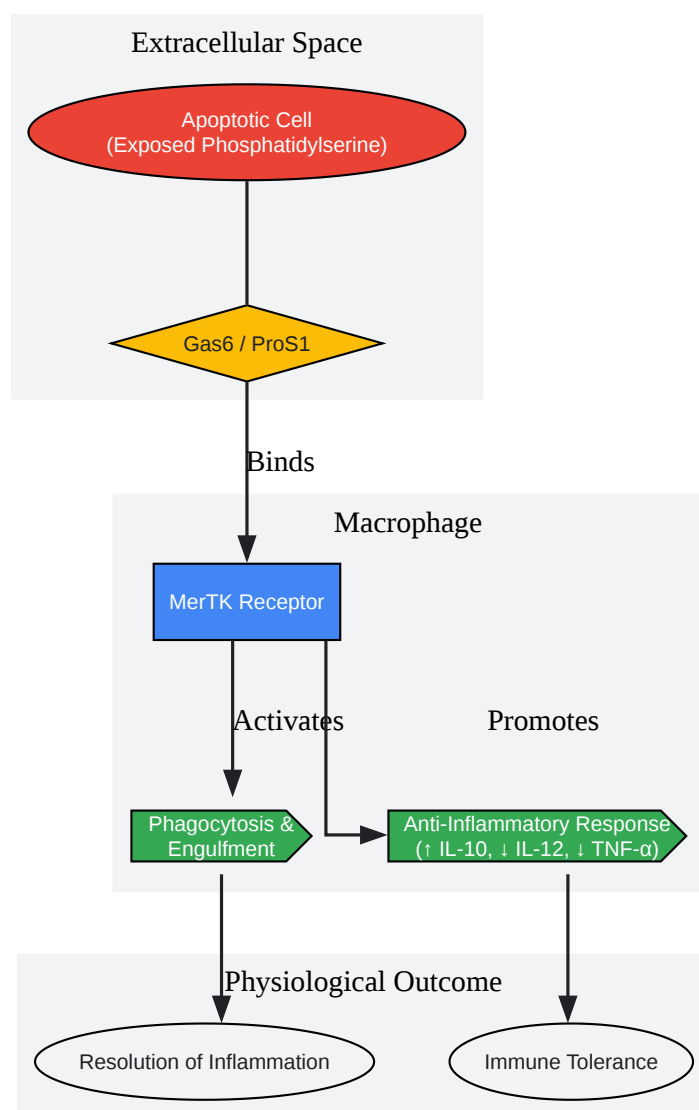 Extracellular Space
Apoptotic Cell
(Exposed Phosphatidylserine)
Gas6 / ProS1
Binds
Macrophage
MerTK Receptor
Activates
Promotes
Phagocytosis &
Engulfment
Anti-Inflammatory Response
(↑ IL-10, ↓ IL-12, ↓ TNF-α)
Physiological Outcome
Resolution of Inflammation
Immune Tolerance